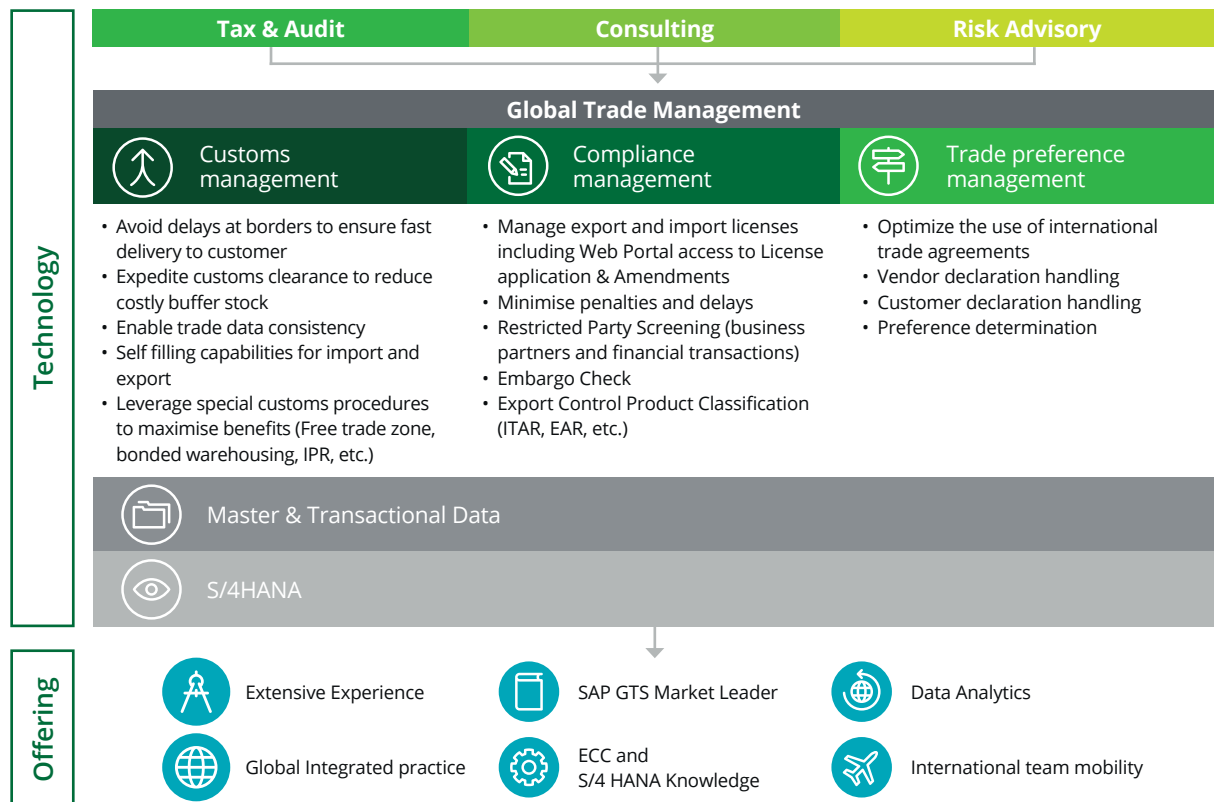 Technology
Tax & Audit
Consulting
Risk Advisory
Global Trade Management
Customs
management
• Avoid delays at borders to ensure fast
delivery to customer
• Expedite customs clearance to reduce
costly buffer stock
• Enable trade data consistency
• Self filling capabilities for import and
export
• Leverage special customs procedures
to maximise benefits (Free trade zone,
bonded warehousing, IPR, etc.)
Compliance
management
• Manage export and import licenses
including Web Portal access to License
application & Amendments
• Minimise penalties and delays
• Restricted Party Screening (business
partners and financial transactions)
• Embargo Check
• Export Control Product Classification
(ITAR, EAR, etc.)
Trade preference
management
• Optimize the use of international
trade agreements
• Vendor declaration handling
• Customer declaration handling
• Preference determination
Master & Transactional Data
S/4HANA
Offering
Extensive Experience
SAP GTS Market Leader
Data Analytics
Global Integrated practice
ECC and
S/4 HANA Knowledge
International team mobility